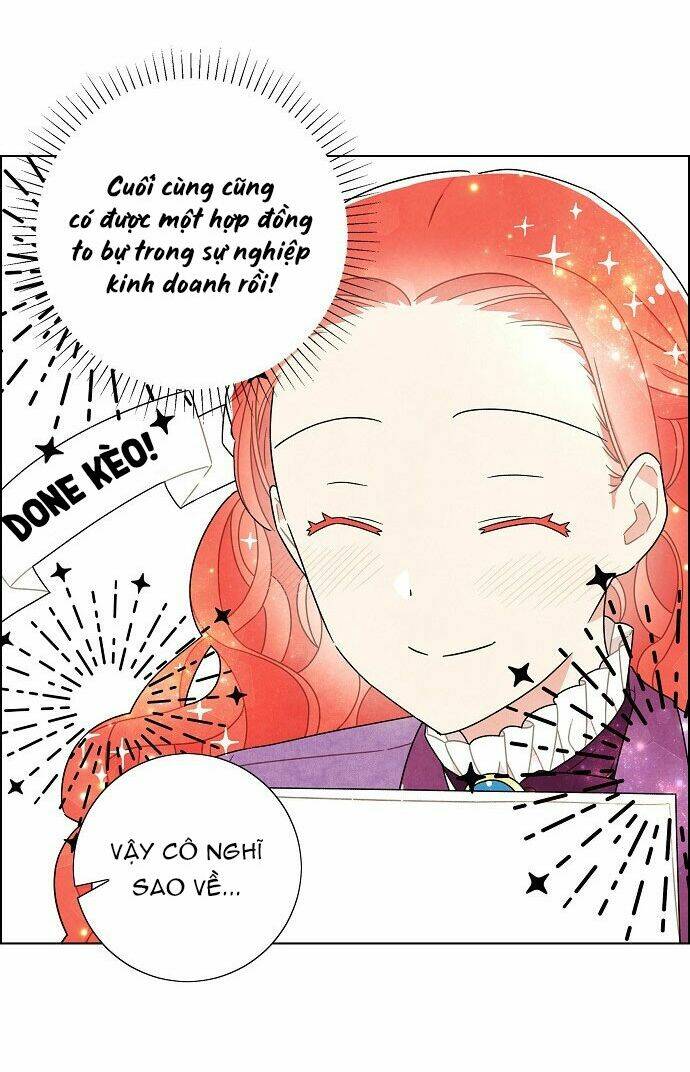 Cuối cùng cũng
có được một hợp đồng
to bự trong sự nghiệp
kinh doanh rồi!
DONE KÈO!
VẬY CÔ NGHĨ
SAO VỀ...